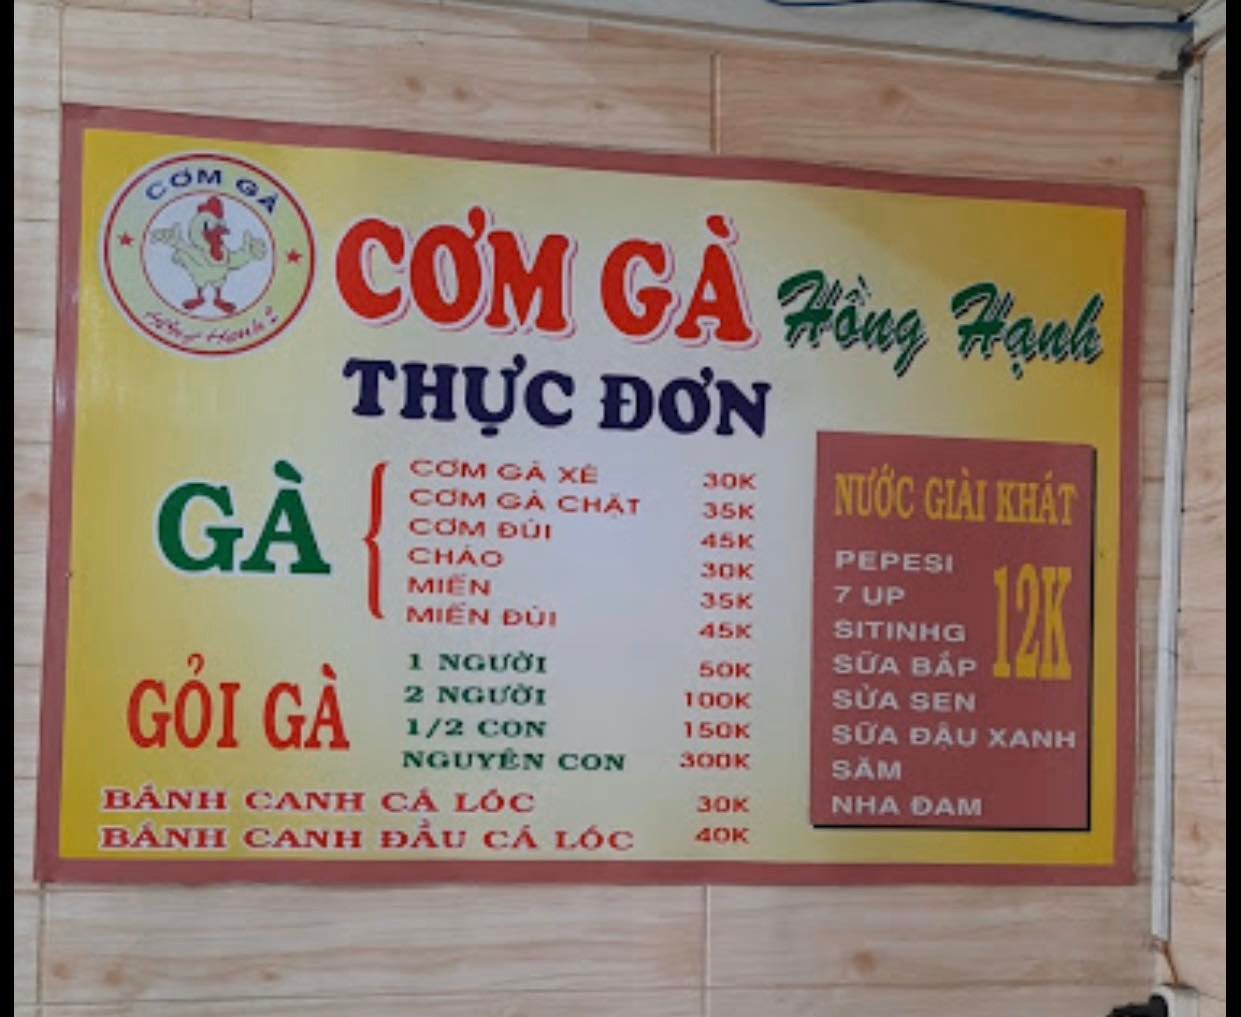 CƠM GÀ
Hồng Hạnh
CƠM GÀ Hồng Hạnh
THỰC ĐƠN
GÀ
CƠM GÀ XÉ 30K
CƠM GÀ CHẶT 35K
CƠM ĐÙI 45K
CHÁO 30K
MIẾN 35K
MIẾN ĐÙI 45K
GỎI GÀ
1 NGƯỜI 50K
2 NGƯỜI 100K
1/2 CON 150K
NGUYÊN CON 300K
BÁNH CANH CÁ LÓC 30K
BÁNH CANH ĐẦU CÁ LÓC 40K
NƯỚC GIẢI KHÁT
12K
PEPESI
7 UP
SITINHG
SỮA BẮP
SỬA SEN
SỮA ĐẬU XANH
SÂM
NHA ĐAM